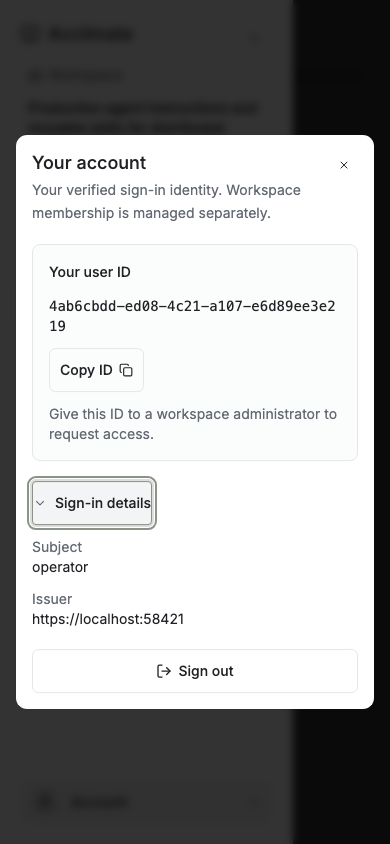 Acclimate
Your account
Your verified sign-in identity. Workspace
membership is managed separately.
Your user ID
4ab6cbdd-ed08-4c21-a107-e6d89ee3e2
19
Copy ID
Give this ID to a workspace administrator to
request access.
Sign-in details
Subject
operator
Issuer
https://localhost:58421
Sign out
Account